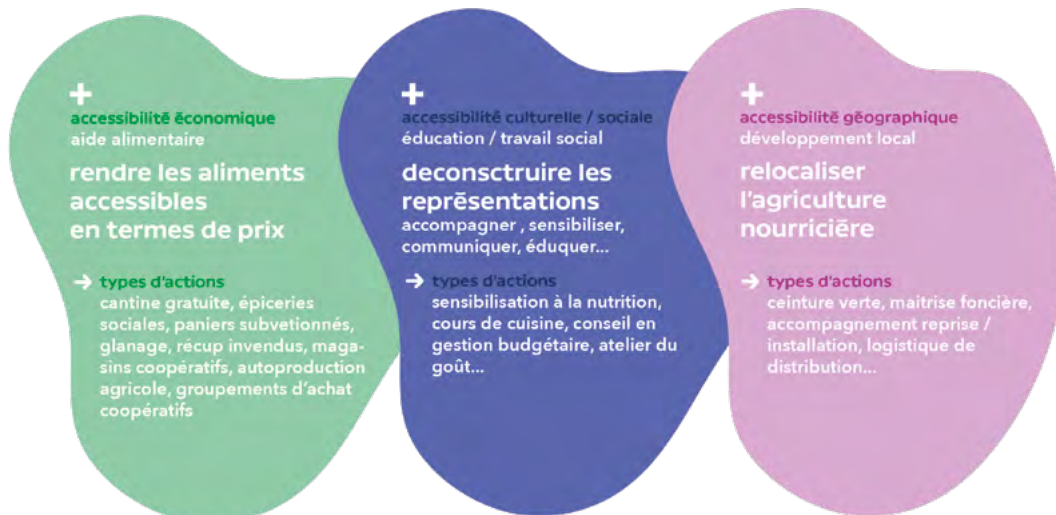 +
accessibilité économique
aide alimentaire
rendre les aliments
accessibles
en termes de prix
→ types d'actions
cantine gratuite, épiceries
sociales, paniers subvetionnés,
glanage, récup invendus, maga-
sins coopératifs, autoproduction
agricole, groupements d'achat
coopératifs
+
accessibilité culturelle / sociale
éducation / travail social
deconsctruire les
représentations
accompagner , sensibiliser,
communiquer, éduquer...
→ types d'actions
sensibilisation à la nutrition,
cours de cuisine, conseil en
gestion budgétaire, atelier du
goût...
+
accessibilité géographique
développement local
relocaliser
l'agriculture
nourricière
→ types d'actions
ceinture verte, maitrise foncière,
accompagnement reprise /
installation, logistique de
distribution...